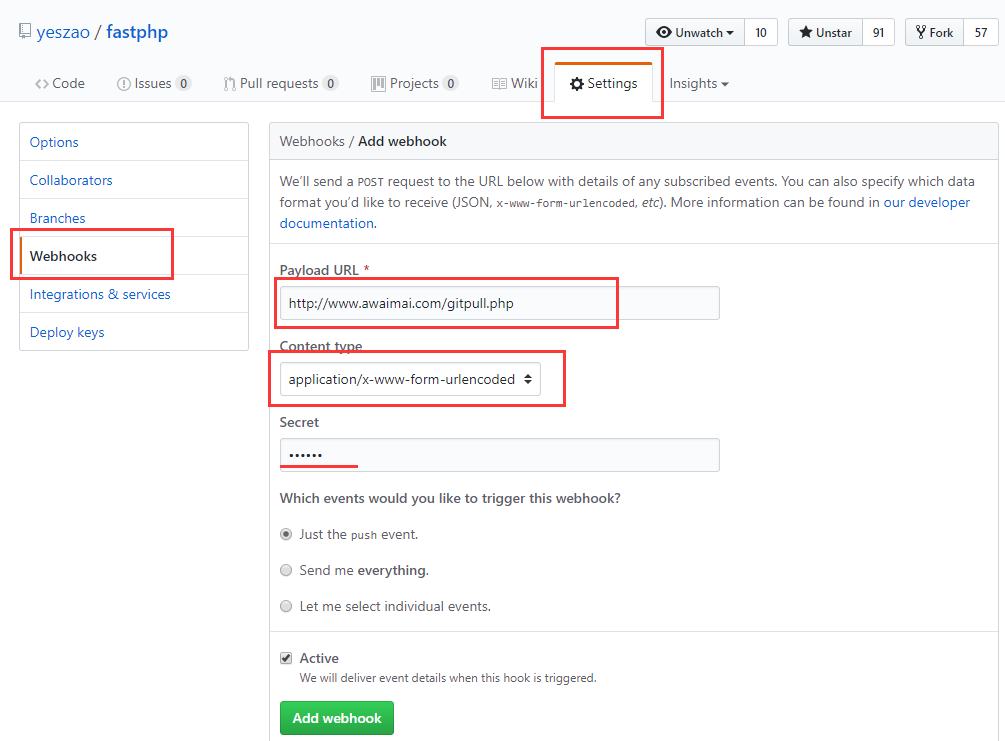 yeszao / fastphp
Unwatch 10 Unstar 91 Fork 57
Code Issues 0 Pull requests 0 Projects 0 Wiki Settings Insights
Options
Collaborators
Branches
Webhooks
Integrations & services
Deploy keys
Webhooks / Add webhook
We’ll send a POST request to the URL below with details of any subscribed events. You can also specify which data
format you’d like to receive (JSON, x-www-form-urlencoded, etc). More information can be found in our developer
documentation.
Payload URL *
http://www.awaimai.com/gitpull.php
Content type
application/x-www-form-urlencoded
Secret
••••••
Which events would you like to trigger this webhook?
Just the push event.
Send me everything.
Let me select individual events.
Active
We will deliver event details when this hook is triggered.
Add webhook